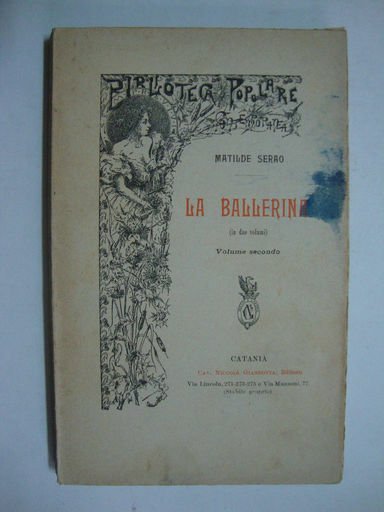 BIBLIOTECA POPOLARE
CONTEMPORANEA
MATILDE SERAO
LA BALLERINA
(in due volumi)
Volume secondo
CATANIA
CAV. NICCOLÒ GIANNOTTA, Editore
Via Lincoln, 271-273-275 e Via Manzoni, 77
(Stabile proprio)